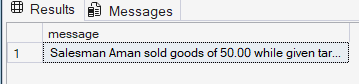 Results Messages
message
1 Salesman Aman sold goods of 50.00 while given tar...